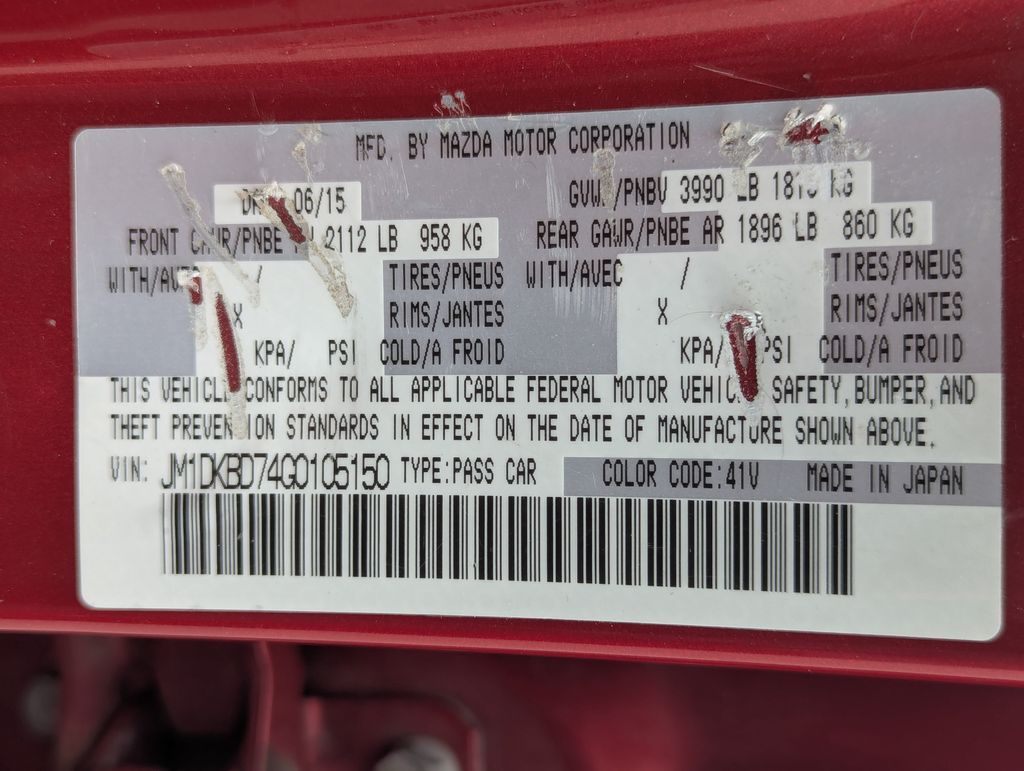 MFD. BY MAZDA MOTOR CORPORATION
06/15 GVW /PNBV 3990 LB KG
FRONT /PNBE 2112 LB 958 KG REAR GAWR/PNBE AR 1896 LB 860 KG
WITH/ / TIRES/PNEUS WITH/AVEC / TIRES/PNEUS
X RIMS/JANTES X RIMS/JANTES
KPA/ PSI COLD/A FROID KPA/ PSI COLD/A FROID
THIS VEHICLE CONFORMS TO ALL APPLICABLE FEDERAL MOTOR VEHICLE SAFETY, BUMPER, AND
THEFT PREVENTION STANDARDS IN EFFECT ON THE DATE OF MANUFACTURE SHOWN ABOVE.
VIN: JM1DKBD74G0105150 TYPE:PASS CAR COLOR CODE:41V MADE IN JAPAN